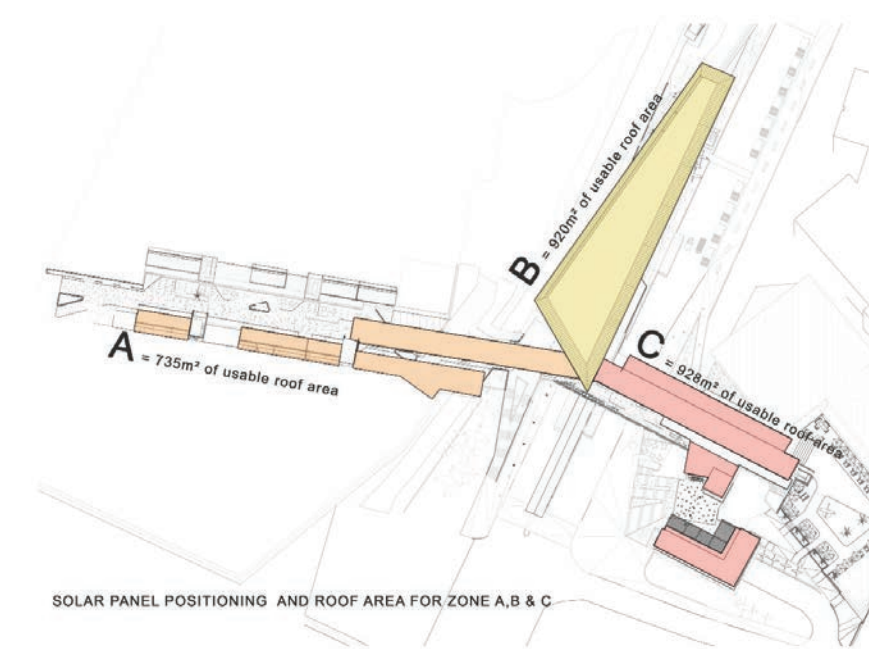 B = 920m² of usable roof area
C = 928m² of usable roof area
A = 735m² of usable roof area
SOLAR PANEL POSITIONING AND ROOF AREA FOR ZONE A,B & C